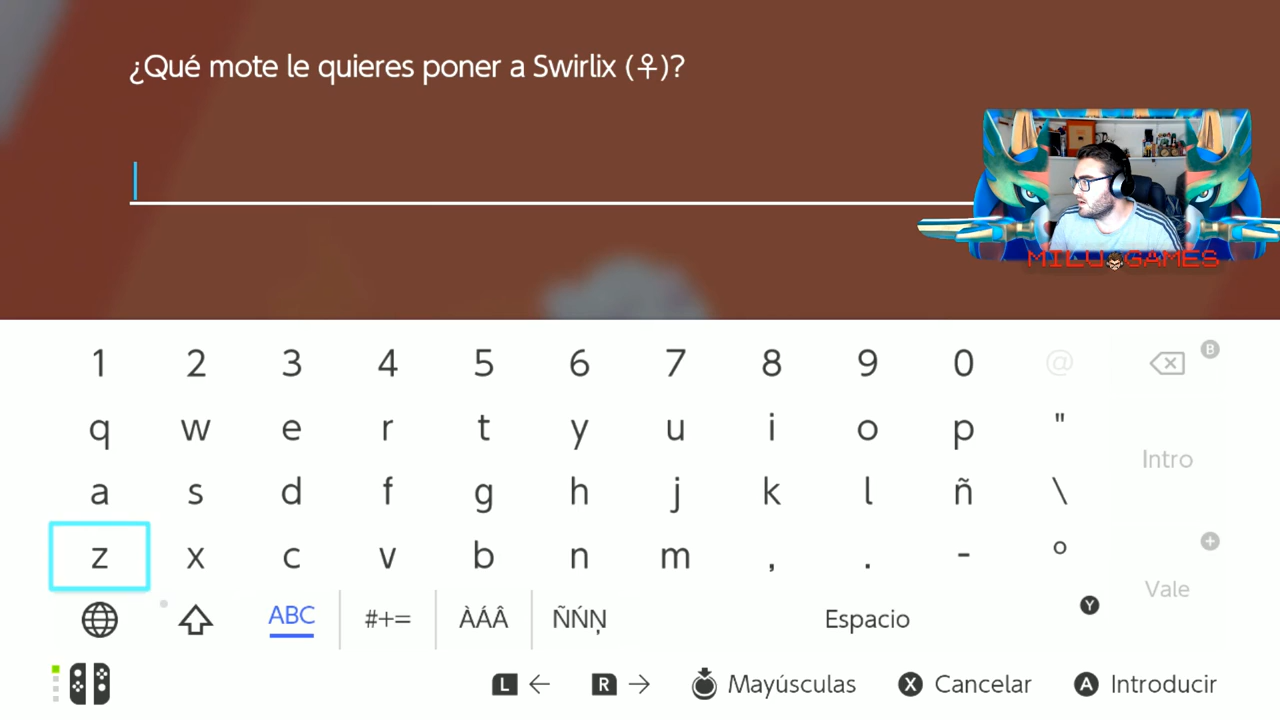 ¿Qué mote le quieres poner a Swirlix (♀)?
MILU GAMES
1 2 3 4 5 6 7 8 9 0 @ B
q w e r t y u i o p "
Intro
a s d f g h j k l ñ \
z x c v b n m , . - º +
Vale
ABC #+= ÀÁÂ ÑŃŅ Espacio Y
L ← R → Mayúsculas X Cancelar A Introducir